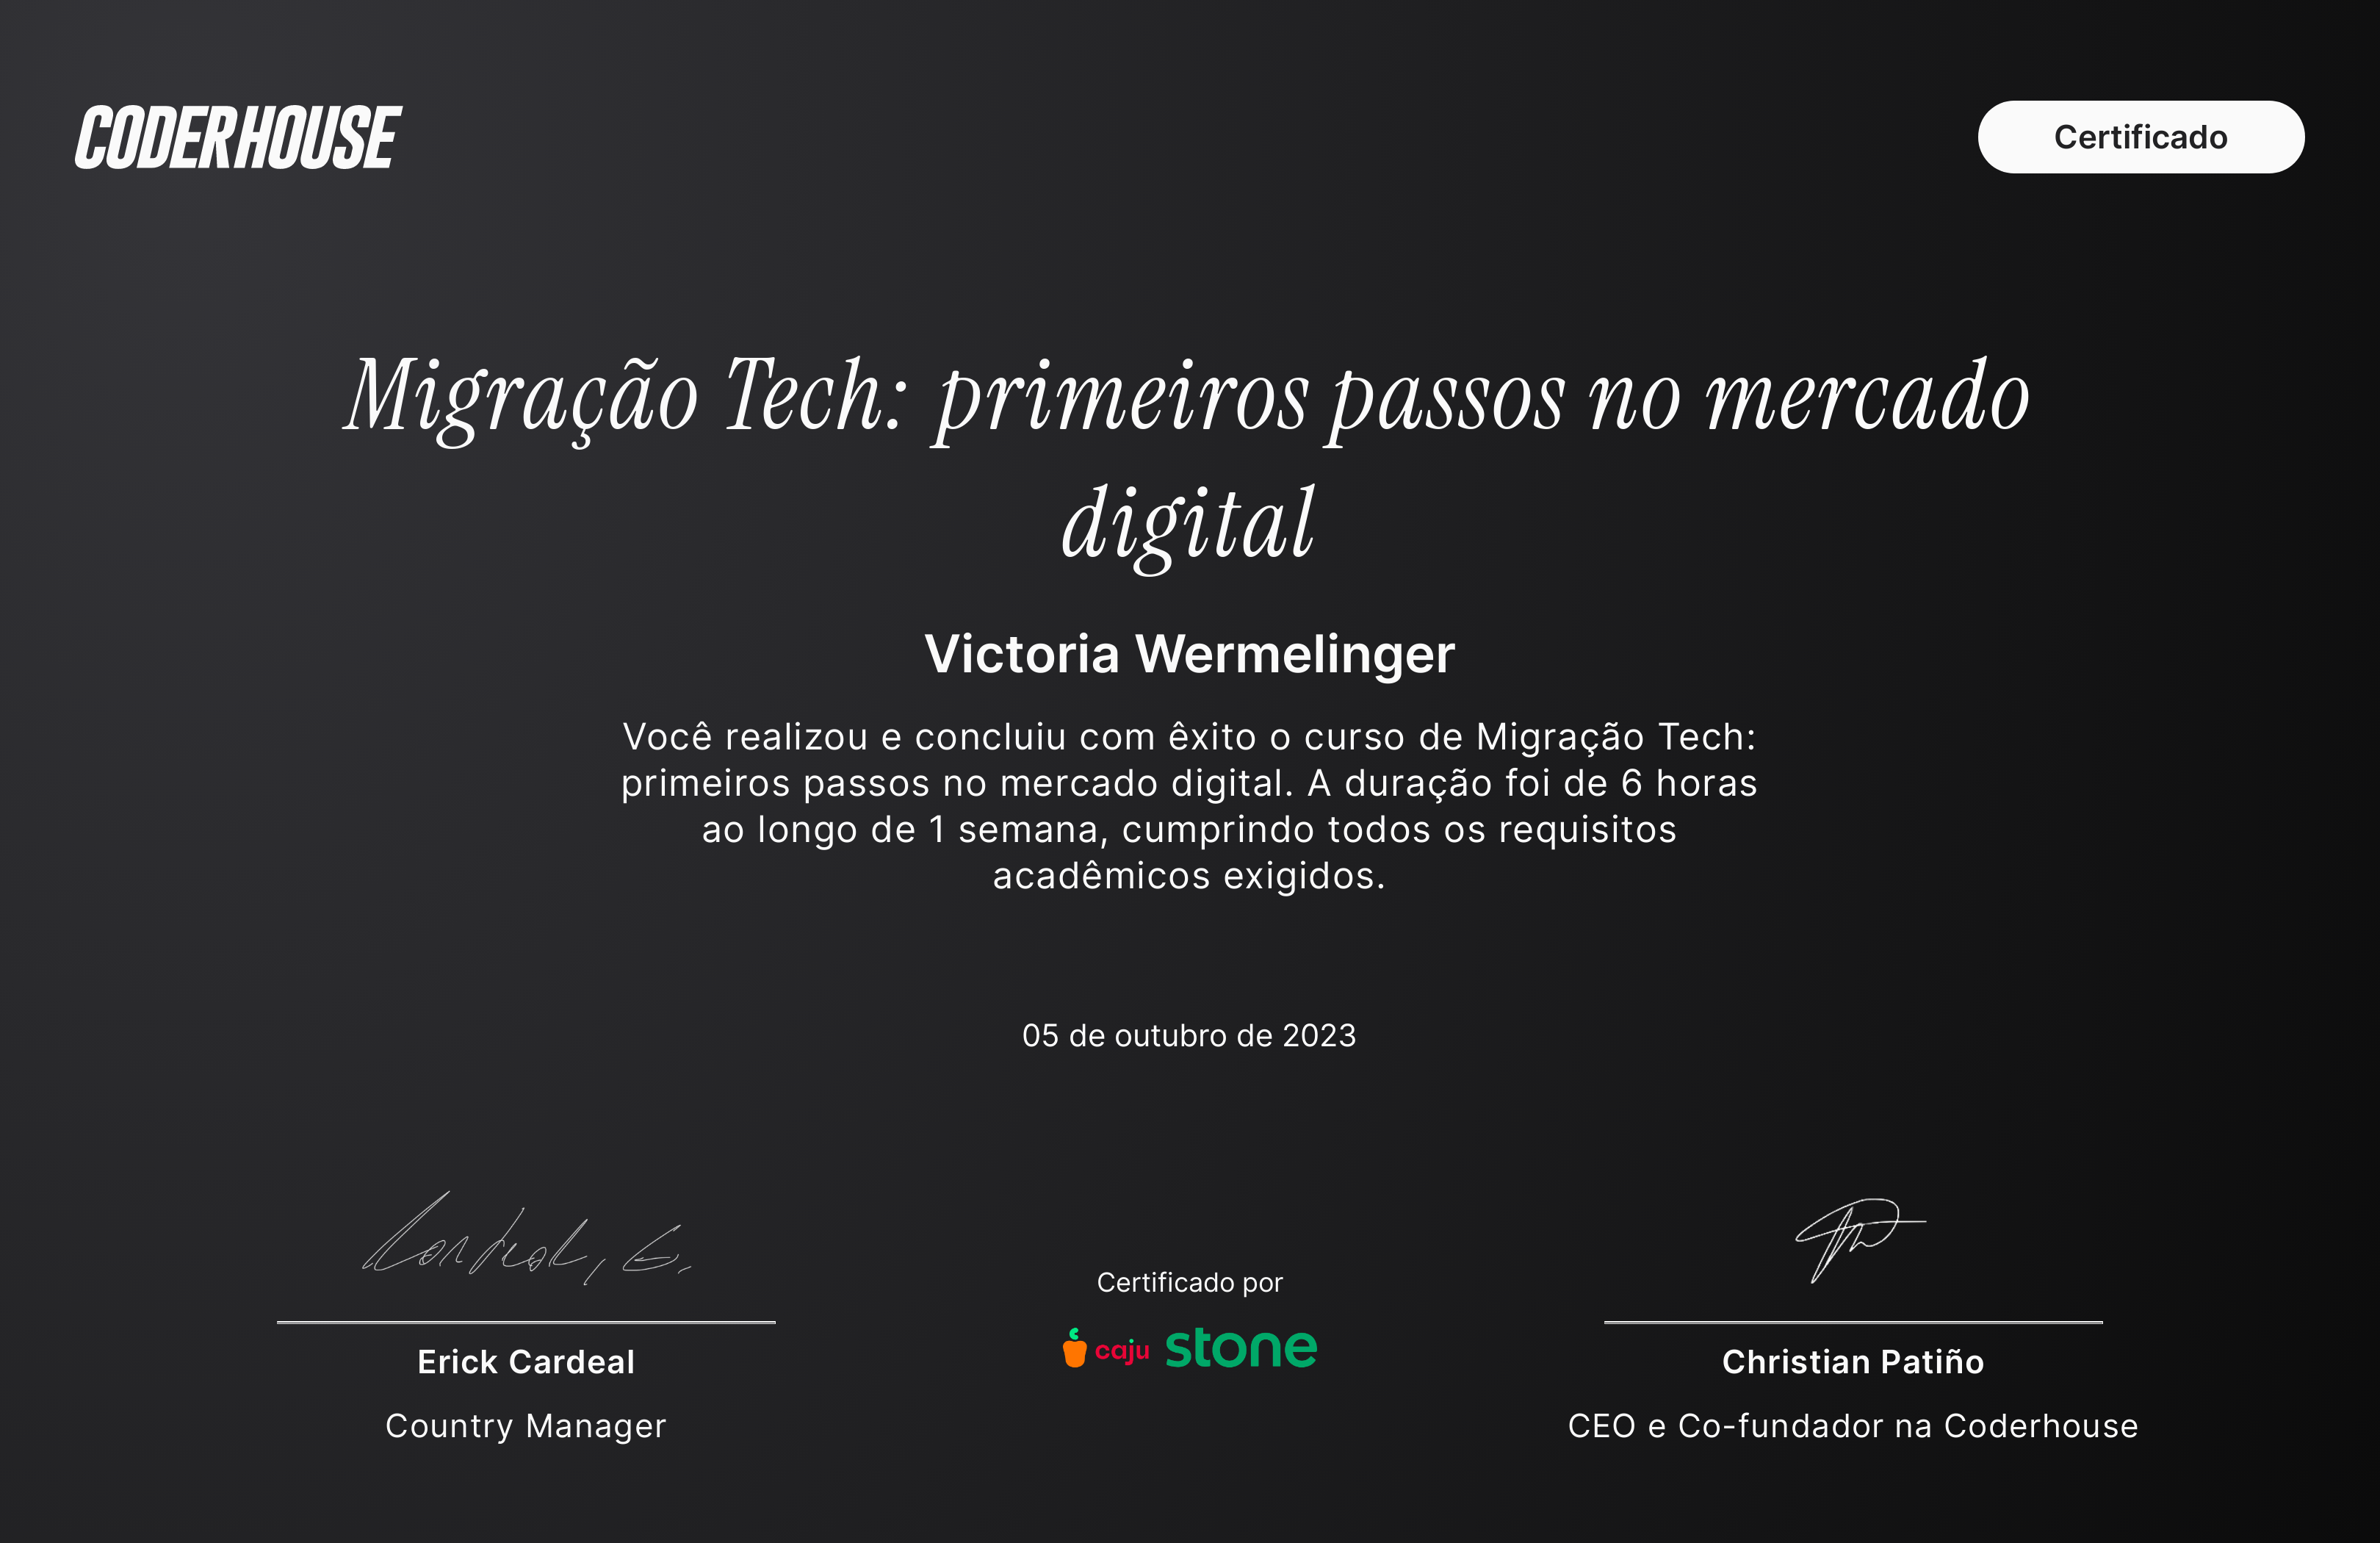 CODERHOUSE
Certificado
Migração Tech: primeiros passos no mercado
digital
Victoria Wermelinger
Você realizou e concluiu com êxito o curso de Migração Tech:
primeiros passos no mercado digital. A duração foi de 6 horas
ao longo de 1 semana, cumprindo todos os requisitos
acadêmicos exigidos.
05 de outubro de 2023
Cardeal, E.
Erick Cardeal
Country Manager
Certificado por
caju stone
Christian Patiño
CEO e Co-fundador na Coderhouse